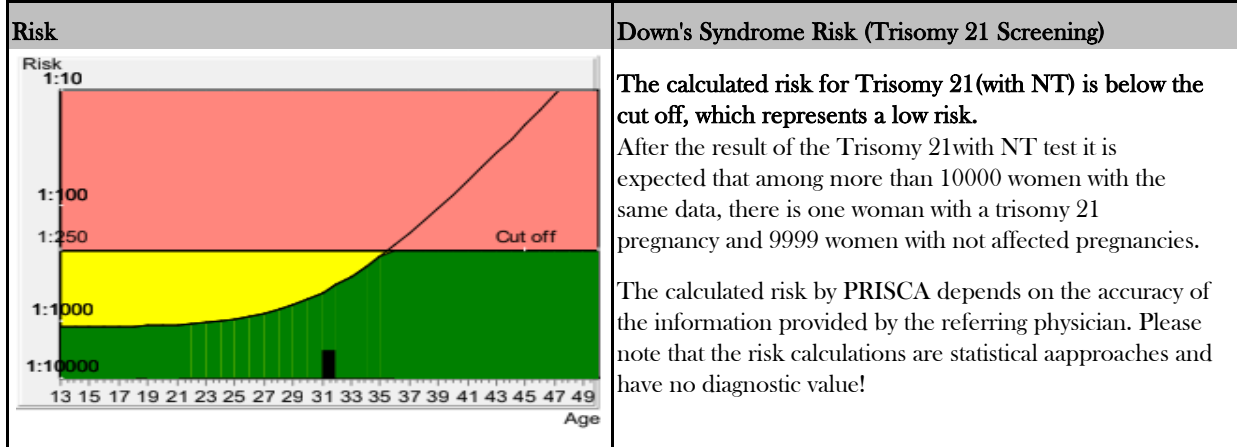 Risk
Risk
1:10
1:100
1:250
Cut off
1:1000
1:10000
13 15 17 19 21 23 25 27 29 31 33 35 37 39 41 43 45 47 49
Age
Down's Syndrome Risk (Trisomy 21 Screening)
The calculated risk for Trisomy 21(with NT) is below the
cut off, which represents a low risk.
After the result of the Trisomy 21with NT test it is
expected that among more than 10000 women with the
same data, there is one woman with a trisomy 21
pregnancy and 9999 women with not affected pregnancies.
The calculated risk by PRISCA depends on the accuracy of
the information provided by the referring physician. Please
note that the risk calculations are statistical aapproaches and
have no diagnostic value!